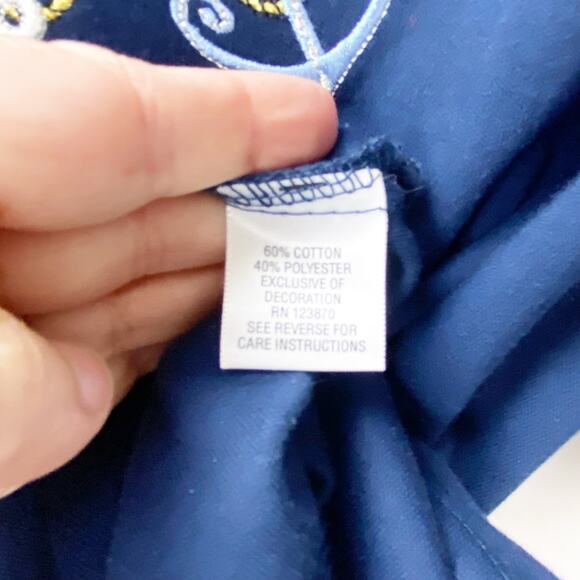 60% COTTON
40% POLYESTER
EXCLUSIVE OF
DECORATION
RN 123870
SEE REVERSE FOR
CARE INSTRUCTIONS